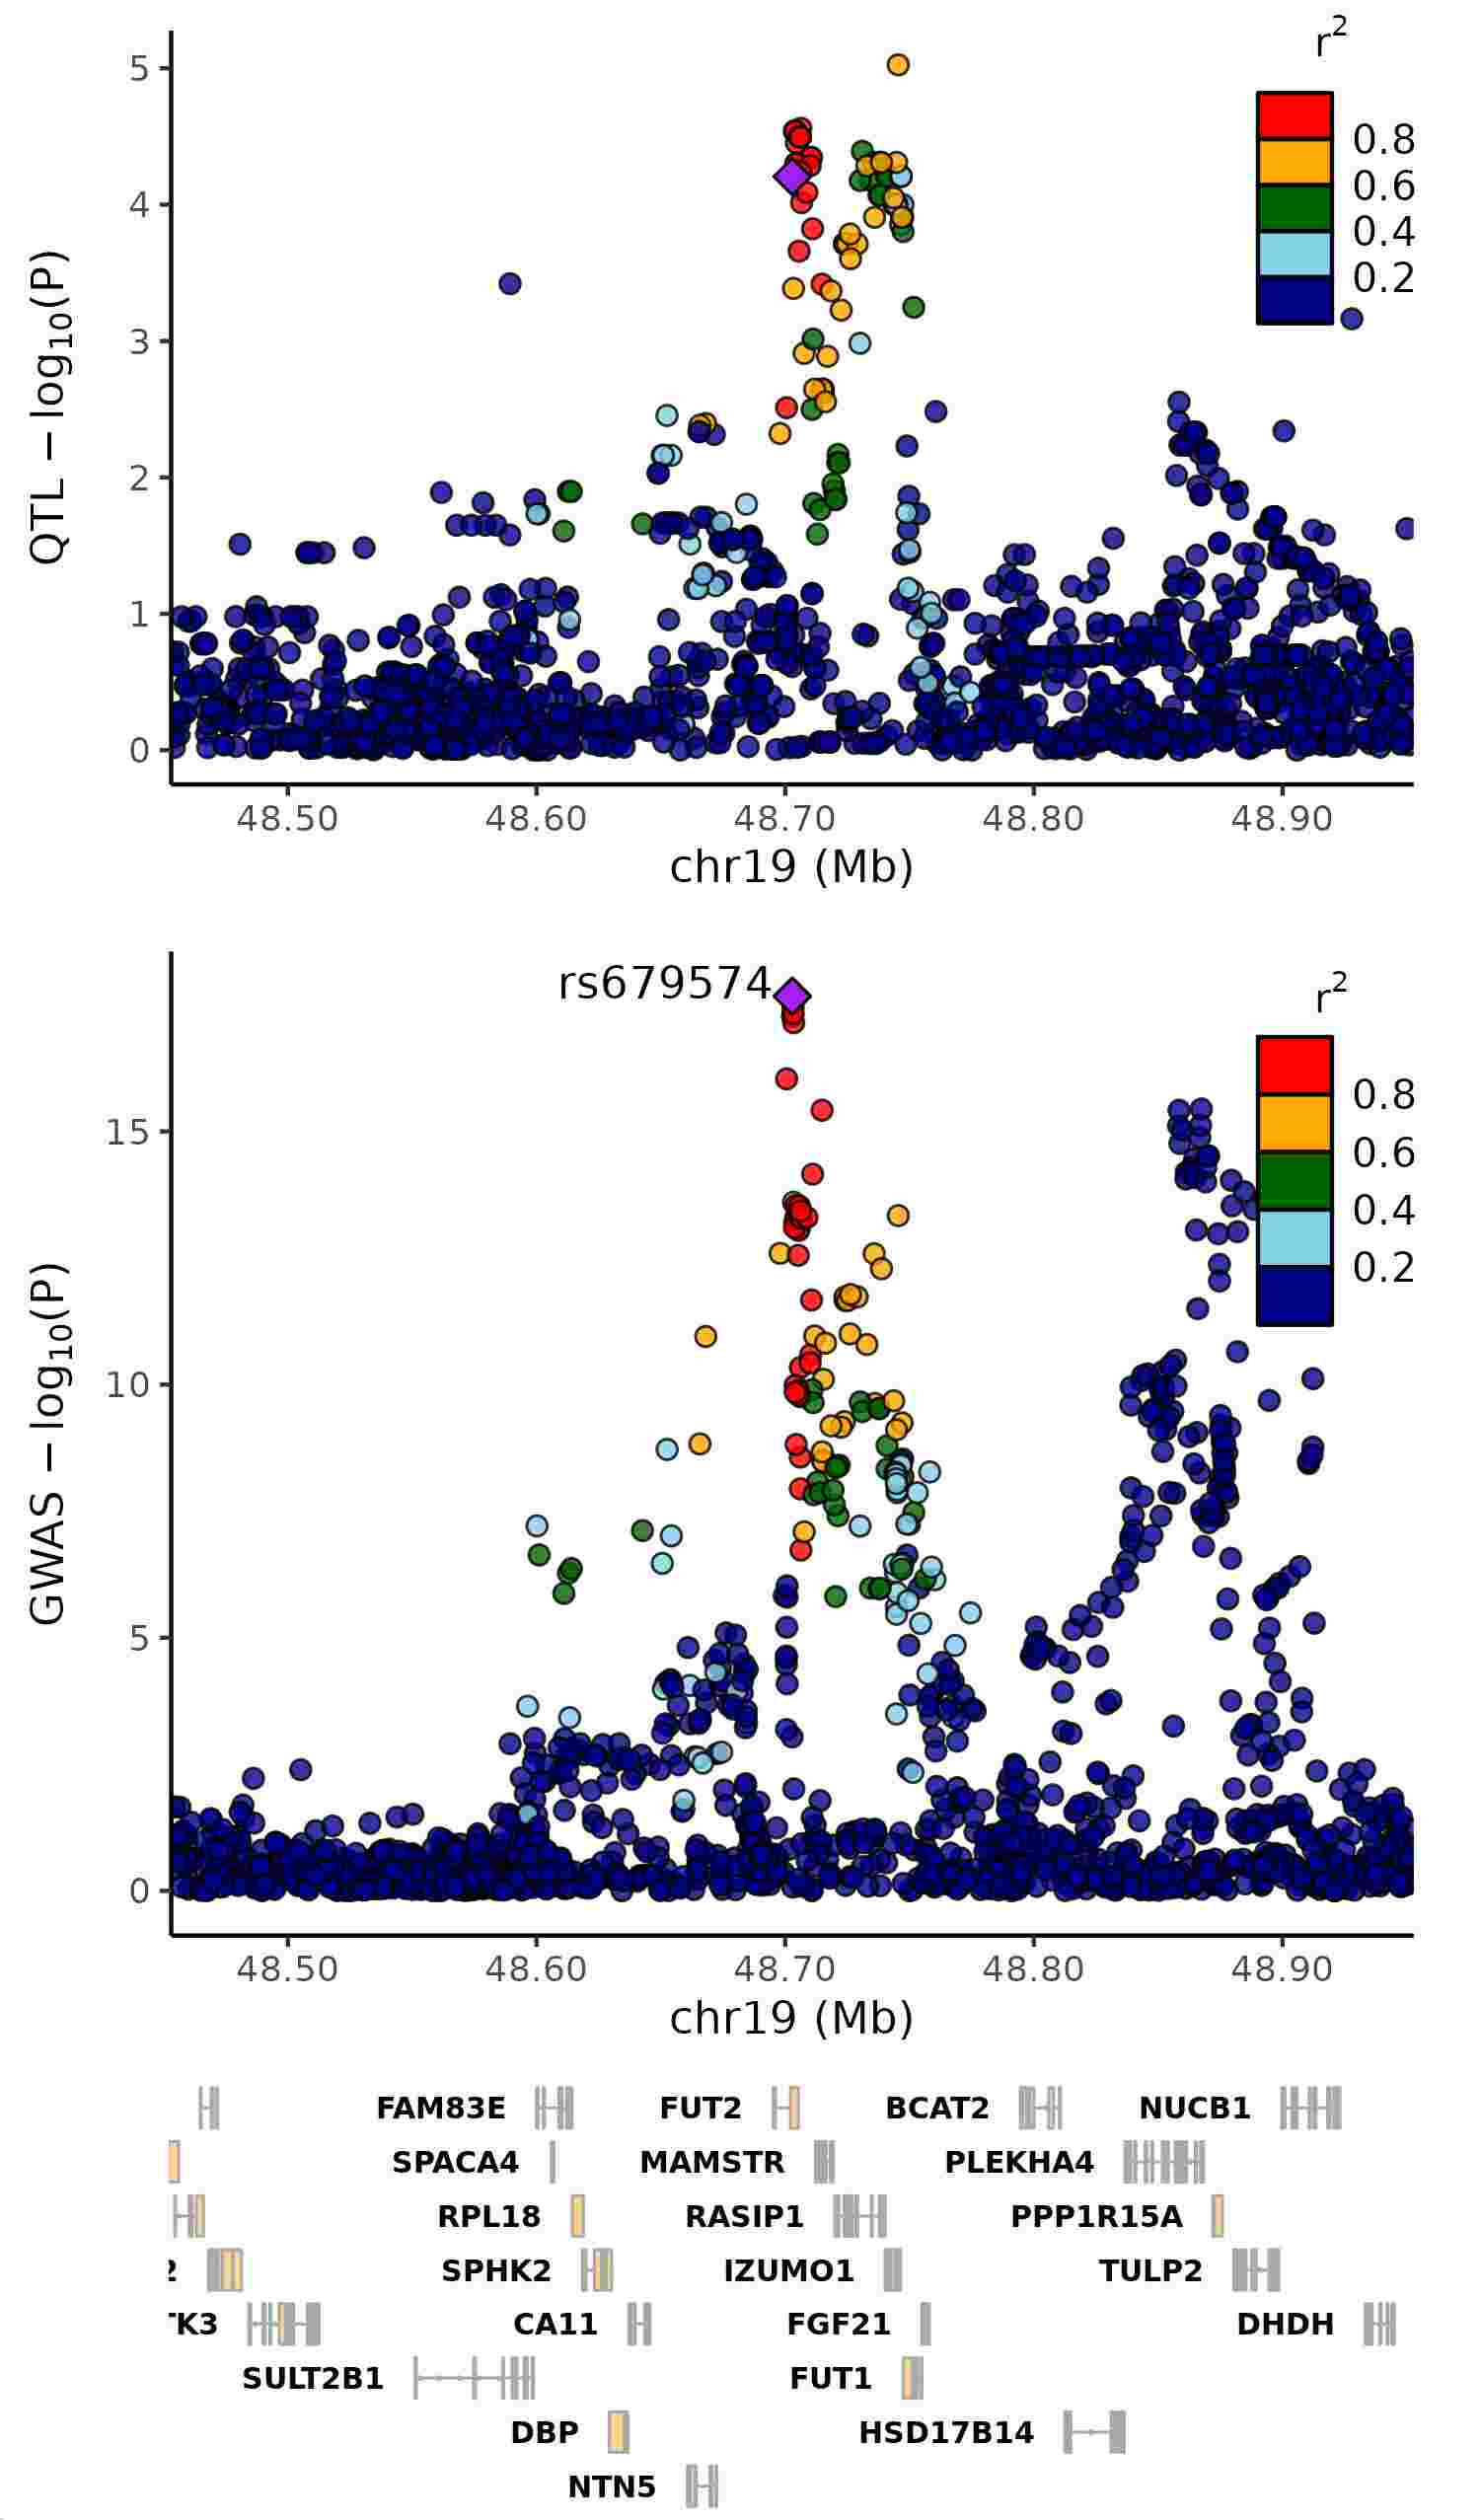 r2
5
4
3
2
1
0
0.8
0.6
0.4
0.2
QTL −log10(P)
48.50 48.60 48.70 48.80 48.90
chr19 (Mb)
rs679574
r2
15
10
5
0
0.8
0.6
0.4
0.2
GWAS −log10(P)
48.50 48.60 48.70 48.80 48.90
chr19 (Mb)
FAM83E FUT2 BCAT2 NUCB1
SPACA4 MAMSTR PLEKHA4
RPL18 RASIP1 PPP1R15A
2 SPHK2 IZUMO1 TULP2
TK3 CA11 FGF21 DHDH
SULT2B1 FUT1
DBP HSD17B14
NTN5